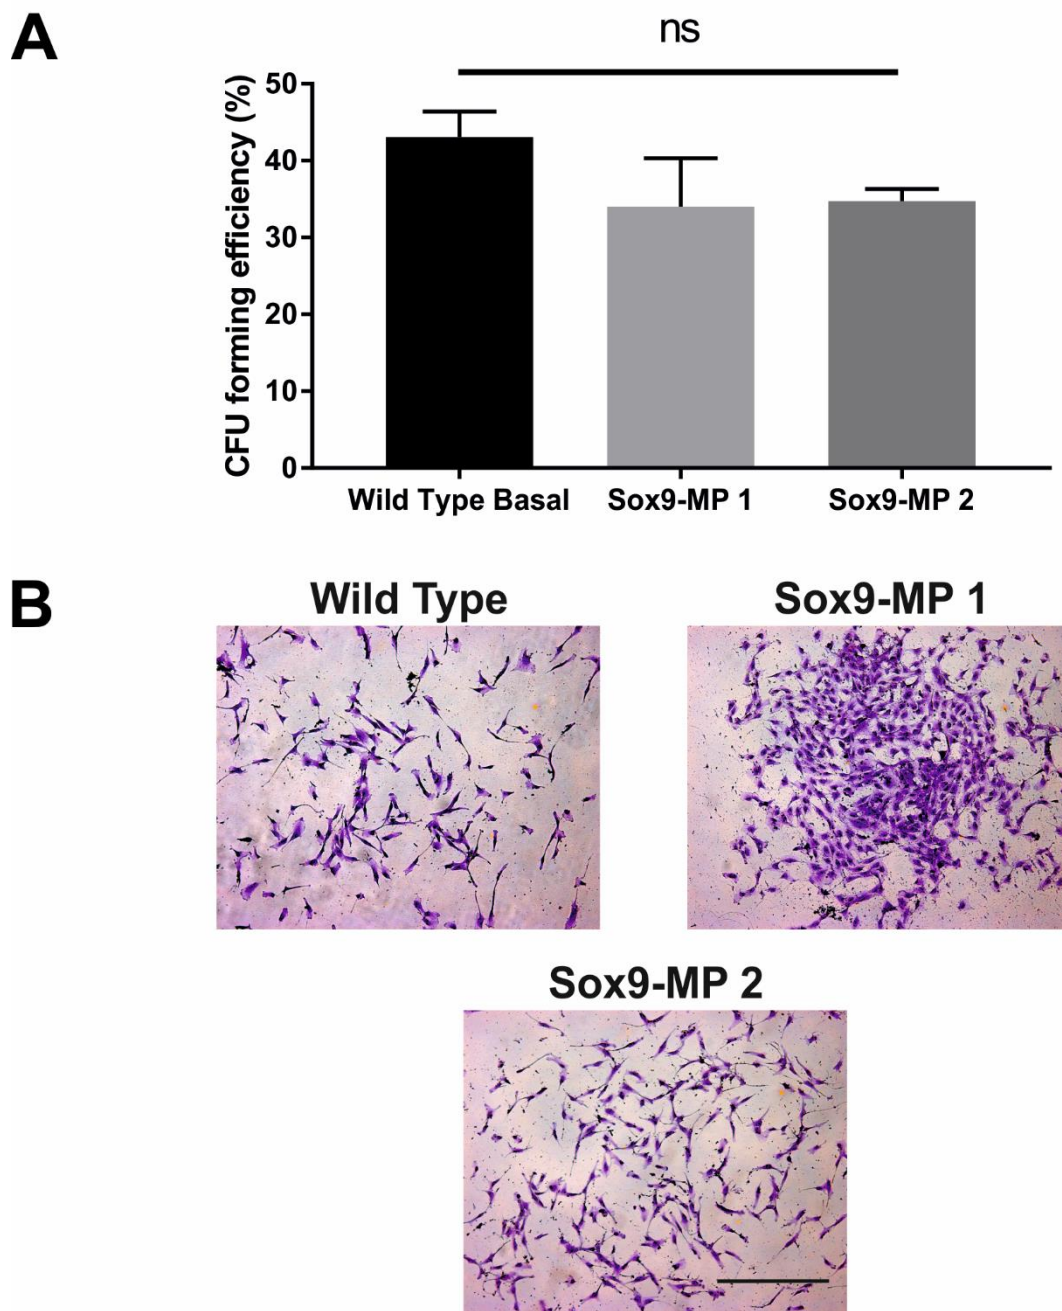 A
ns
CFU forming efficiency (%)
50
40
30
20
10
0
Wild Type Basal Sox9-MP 1 Sox9-MP 2
B
Wild Type Sox9-MP 1
Sox9-MP 2